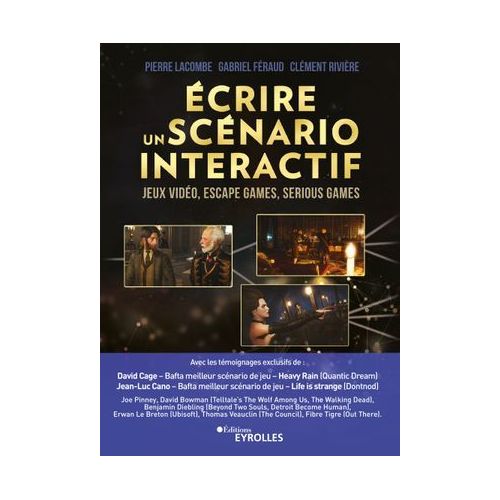 PIERRE LACOMBE GABRIEL FÉRAUD CLÉMENT RIVIÈRE
ÉCRIRE
UN SCÉNARIO
INTERACTIF
JEUX VIDÉO, ESCAPE GAMES, SERIOUS GAMES
Avec les témoignages exclusifs de :
David Cage – Bafta meilleur scénario de jeu – Heavy Rain (Quantic Dream)
Jean-Luc Cano – Bafta meilleur scénario de jeu – Life is strange (Dontnod)
Joe Pinney, David Bowman (Telltale's The Wolf Among Us, The Walking Dead),
Benjamin Diebling (Beyond Two Souls, Detroit Become Human),
Erwan Le Breton (Ubisoft), Thomas Veauclin (The Council), Fibre Tigre (Out There).
Éditions
EYROLLES